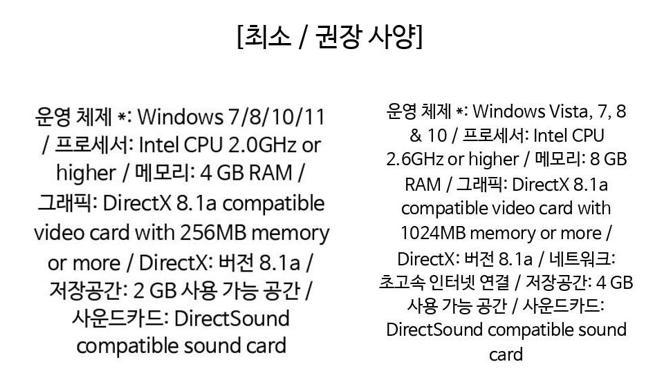 [최소 / 권장 사양]
운영 체제 *: Windows 7/8/10/11
/ 프로세서: Intel CPU 2.0GHz or
higher / 메모리: 4 GB RAM /
그래픽: DirectX 8.1a compatible
video card with 256MB memory
or more / DirectX: 버전 8.1a /
저장공간: 2 GB 사용 가능 공간 /
사운드카드: DirectSound
compatible sound card
운영 체제 *: Windows Vista, 7, 8
& 10 / 프로세서: Intel CPU
2.6GHz or higher / 메모리: 8 GB
RAM / 그래픽: DirectX 8.1a
compatible video card with
1024MB memory or more /
DirectX: 버전 8.1a / 네트워크:
초고속 인터넷 연결 / 저장공간: 4 GB
사용 가능 공간 / 사운드카드:
DirectSound compatible sound
card